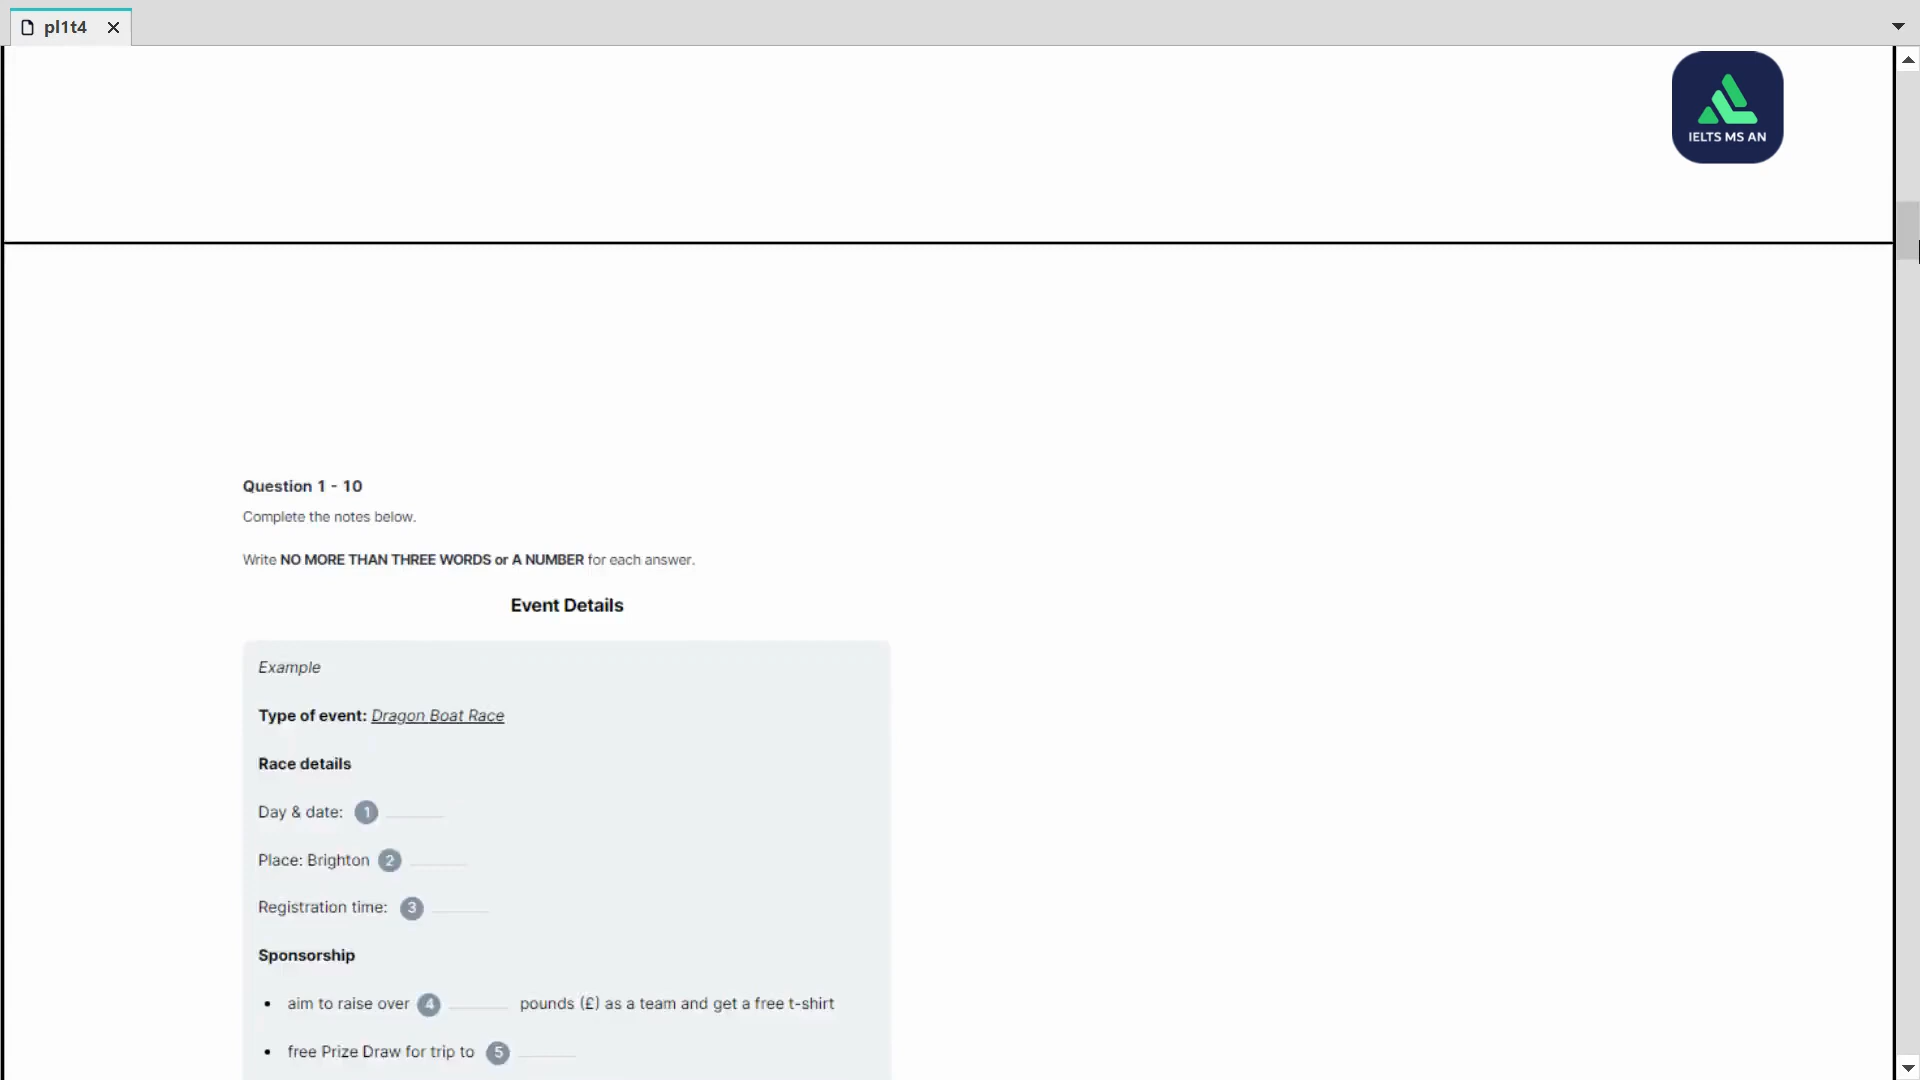 pl1t4
IELTS MS AN
Question 1 - 10
Complete the notes below.
Write NO MORE THAN THREE WORDS or A NUMBER for each answer.
Event Details
Example
Type of event: Dragon Boat Race
Race details
Day & date: 1
Place: Brighton 2
Registration time: 3
Sponsorship
• aim to raise over 4 pounds (£) as a team and get a free t-shirt
• free Prize Draw for trip to 5